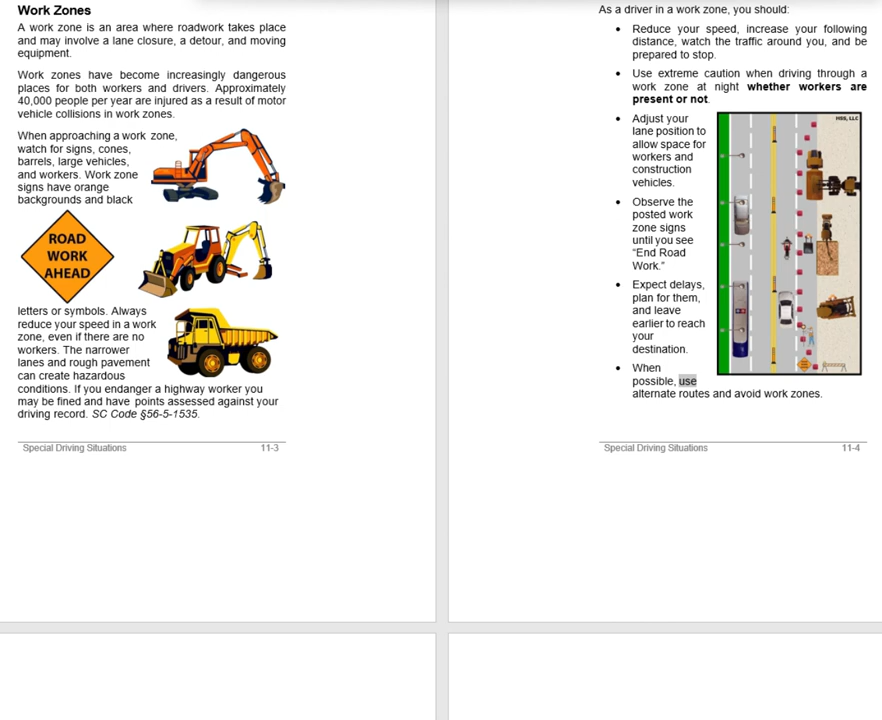 Work Zones
A work zone is an area where roadwork takes place
and may involve a lane closure, a detour, and moving
equipment.
Work zones have become increasingly dangerous
places for both workers and drivers. Approximately
40,000 people per year are injured as a result of motor
vehicle collisions in work zones.
When approaching a work zone,
watch for signs, cones,
barrels, large vehicles,
and workers. Work zone
signs have orange
backgrounds and black
ROAD
WORK
AHEAD
letters or symbols. Always
reduce your speed in a work
zone, even if there are no
workers. The narrower
lanes and rough pavement
can create hazardous
conditions. If you endanger a highway worker you
may be fined and have points assessed against your
driving record. SC Code §56-5-1535.
Special Driving Situations 11-3
As a driver in a work zone, you should:
• Reduce your speed, increase your following
distance, watch the traffic around you, and be
prepared to stop.
• Use extreme caution when driving through a
work zone at night whether workers are
present or not.
• Adjust your
lane position to
allow space for
workers and
construction
vehicles.
• Observe the
posted work
zone signs
until you see
“End Road
Work.”
• Expect delays,
plan for them,
and leave
earlier to reach
your
destination.
• When
possible, use
alternate routes and avoid work zones.
Special Driving Situations 11-4